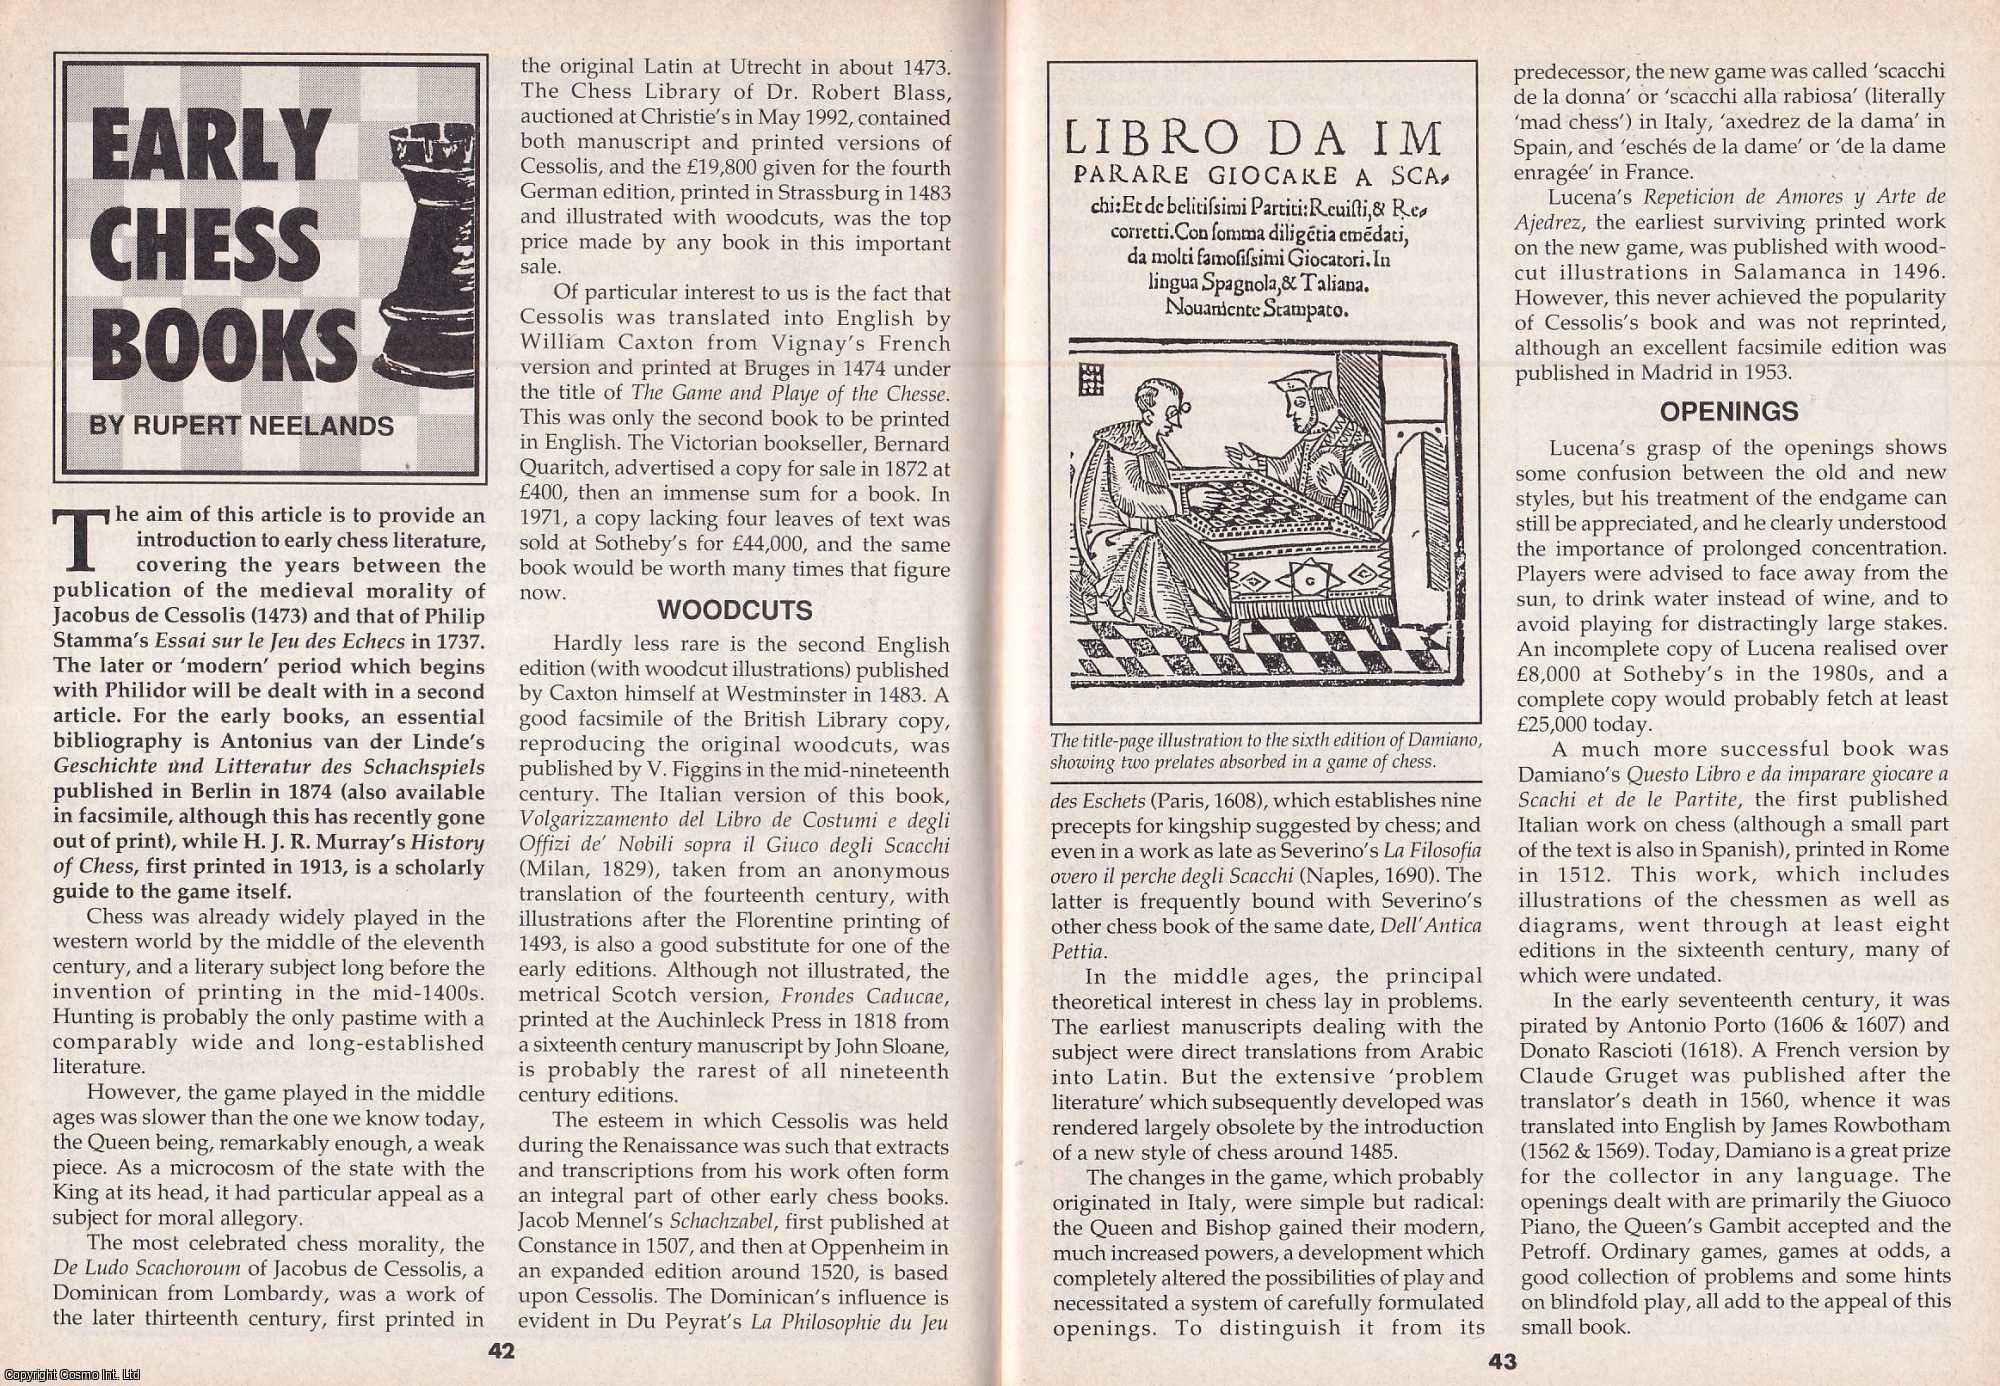 EARLY
CHESS
BOOKS
BY RUPERT NEELANDS
The aim of this article is to provide an
introduction to early chess literature,
covering the years between the
publication of the medieval morality of
Jacobus de Cessolis (1473) and that of Philip
Stamma's Essai sur le Jeu des Echecs in 1737.
The later or 'modern' period which begins
with Philidor will be dealt with in a second
article. For the early books, an essential
bibliography is Antonius van der Linde's
Geschichte und Litteratur des Schachspiels
published in Berlin in 1874 (also available
in facsimile, although this has recently gone
out of print), while H. J. R. Murray's History
of Chess, first printed in 1913, is a scholarly
guide to the game itself.
Chess was already widely played in the
western world by the middle of the eleventh
century, and a literary subject long before the
invention of printing in the mid-1400s.
Hunting is probably the only pastime with a
comparably wide and long-established
literature.
However, the game played in the middle
ages was slower than the one we know today,
the Queen being, remarkably enough, a weak
piece. As a microcosm of the state with the
King at its head, it had particular appeal as a
subject for moral allegory.
The most celebrated chess morality, the
De Ludo Scachoroum of Jacobus de Cessolis, a
Dominican from Lombardy, was a work of
the later thirteenth century, first printed in
the original Latin at Utrecht in about 1473.
The Chess Library of Dr. Robert Blass,
auctioned at Christie's in May 1992, contained
both manuscript and printed versions of
Cessolis, and the £19,800 given for the fourth
German edition, printed in Strassburg in 1483
and illustrated with woodcuts, was the top
price made by any book in this important
sale.
Of particular interest to us is the fact that
Cessolis was translated into English by
William Caxton from Vignay's French
version and printed at Bruges in 1474 under
the title of The Game and Playe of the Chesse.
This was only the second book to be printed
in English. The Victorian bookseller, Bernard
Quaritch, advertised a copy for sale in 1872 at
£400, then an immense sum for a book. In
1971, a copy lacking four leaves of text was
sold at Sotheby's for £44,000, and the same
book would be worth many times that figure
now.
WOODCUTS
Hardly less rare is the second English
edition (with woodcut illustrations) published
by Caxton himself at Westminster in 1483. A
good facsimile of the British Library copy,
reproducing the original woodcuts, was
published by V. Figgins in the mid-nineteenth
century. The Italian version of this book,
Volgarizzamento del Libro de Costumi e degli
Offizi de' Nobili sopra il Giuco degli Scacchi
(Milan, 1829), taken from an anonymous
translation of the fourteenth century, with
illustrations after the Florentine printing of
1493, is also a good substitute for one of the
early editions. Although not illustrated, the
metrical Scotch version, Frondes Caducae,
printed at the Auchinleck Press in 1818 from
a sixteenth century manuscript by John Sloane,
is probably the rarest of all nineteenth
century editions.
The esteem in which Cessolis was held
during the Renaissance was such that extracts
and transcriptions from his work often form
an integral part of other early chess books.
Jacob Mennel's Schachzabel, first published at
Constance in 1507, and then at Oppenheim in
an expanded edition around 1520, is based
upon Cessolis. The Dominican's influence is
evident in Du Peyrat's La Philosophie du Jeu
42
LIBRO DA IM
PARARE GIOCARE A SCA,
chi:Et de belitissimi Partiti:Reuisti,& Re,
corretti.Con somma diligētia emēdati,
da molti famosissimi Giocatori.In
lingua Spagnola,& Taliana.
Nouamente Stampato.
The title-page illustration to the sixth edition of Damiano,
showing two prelates absorbed in a game of chess.
des Eschets (Paris, 1608), which establishes nine
precepts for kingship suggested by chess; and
even in a work as late as Severino's La Filosofia
overo il perche degli Scacchi (Naples, 1690). The
latter is frequently bound with Severino's
other chess book of the same date, Dell'Antica
Pettia.
In the middle ages, the principal
theoretical interest in chess lay in problems.
The earliest manuscripts dealing with the
subject were direct translations from Arabic
into Latin. But the extensive 'problem
literature' which subsequently developed was
rendered largely obsolete by the introduction
of a new style of chess around 1485.
The changes in the game, which probably
originated in Italy, were simple but radical:
the Queen and Bishop gained their modern,
much increased powers, a development which
completely altered the possibilities of play and
necessitated a system of carefully formulated
openings. To distinguish it from its
predecessor, the new game was called 'scacchi
de la donna' or 'scacchi alla rabiosa' (literally
'mad chess') in Italy, 'axedrez de la dama' in
Spain, and 'eschés de la dame' or 'de la dame
enragée' in France.
Lucena's Repeticion de Amores y Arte de
Ajedrez, the earliest surviving printed work
on the new game, was published with wood-
cut illustrations in Salamanca in 1496.
However, this never achieved the popularity
of Cessolis's book and was not reprinted,
although an excellent facsimile edition was
published in Madrid in 1953.
OPENINGS
Lucena's grasp of the openings shows
some confusion between the old and new
styles, but his treatment of the endgame can
still be appreciated, and he clearly understood
the importance of prolonged concentration.
Players were advised to face away from the
sun, to drink water instead of wine, and to
avoid playing for distractingly large stakes.
An incomplete copy of Lucena realised over
£8,000 at Sotheby's in the 1980s, and a
complete copy would probably fetch at least
£25,000 today.
A much more successful book was
Damiano's Questo Libro e da imparare giocare a
Scachi et de le Partite, the first published
Italian work on chess (although a small part
of the text is also in Spanish), printed in Rome
in 1512. This work, which includes
illustrations of the chessmen as well as
diagrams, went through at least eight
editions in the sixteenth century, many of
which were undated.
In the early seventeenth century, it was
pirated by Antonio Porto (1606 & 1607) and
Donato Rascioti (1618). A French version by
Claude Gruget was published after the
translator's death in 1560, whence it was
translated into English by James Rowbotham
(1562 & 1569). Today, Damiano is a great prize
for the collector in any language. The
openings dealt with are primarily the Giuoco
Piano, the Queen's Gambit accepted and the
Petroff. Ordinary games, games at odds, a
good collection of problems and some hints
on blindfold play, all add to the appeal of this
small book.
43
Copyright Cosmo Int. Ltd